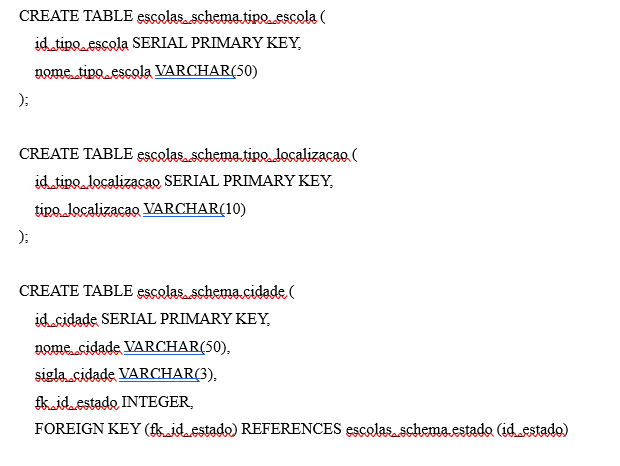 CREATE TABLE escolas_schema.tipo_escola (
id_tipo_escola SERIAL PRIMARY KEY,
nome_tipo_escola VARCHAR(50)
);
CREATE TABLE escolas_schema.tipo_localizacao (
id_tipo_localizacao SERIAL PRIMARY KEY,
tipo_localizacao VARCHAR(10)
);
CREATE TABLE escolas_schema.cidade (
id_cidade SERIAL PRIMARY KEY,
nome_cidade VARCHAR(50),
sigla_cidade VARCHAR(3),
fk_id_estado INTEGER,
FOREIGN KEY (fk_id_estado) REFERENCES escolas_schema.estado (id_estado)